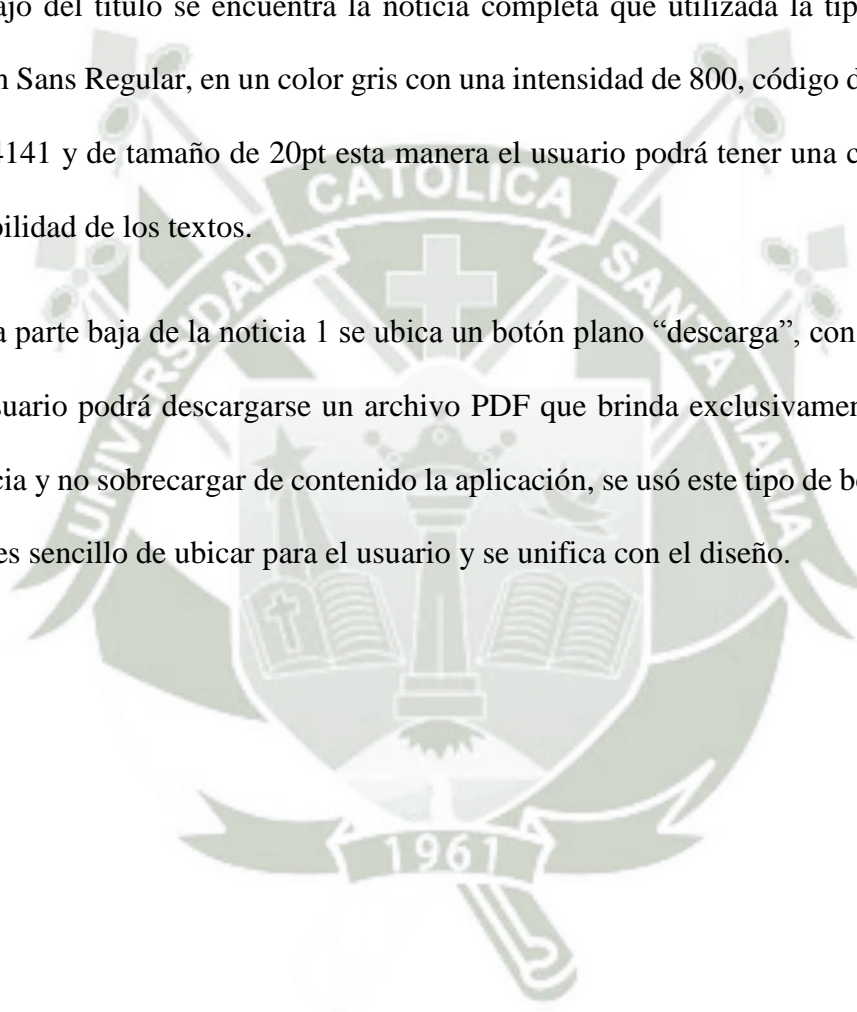 ajo del título se encuentra la noticia completa que utilizada la tip
n Sans Regular, en un color gris con una intensidad de 800, código d
4141 y de tamaño de 20pt esta manera el usuario podrá tener una c
bilidad de los textos.
a parte baja de la noticia 1 se ubica un botón plano “descarga”, con
suario podrá descargarse un archivo PDF que brinda exclusivamen
cia y no sobrecargar de contenido la aplicación, se usó este tipo de b
es sencillo de ubicar para el usuario y se unifica con el diseño.
UNIVERSIDAD CATOLICA SANTA MARIA
1961